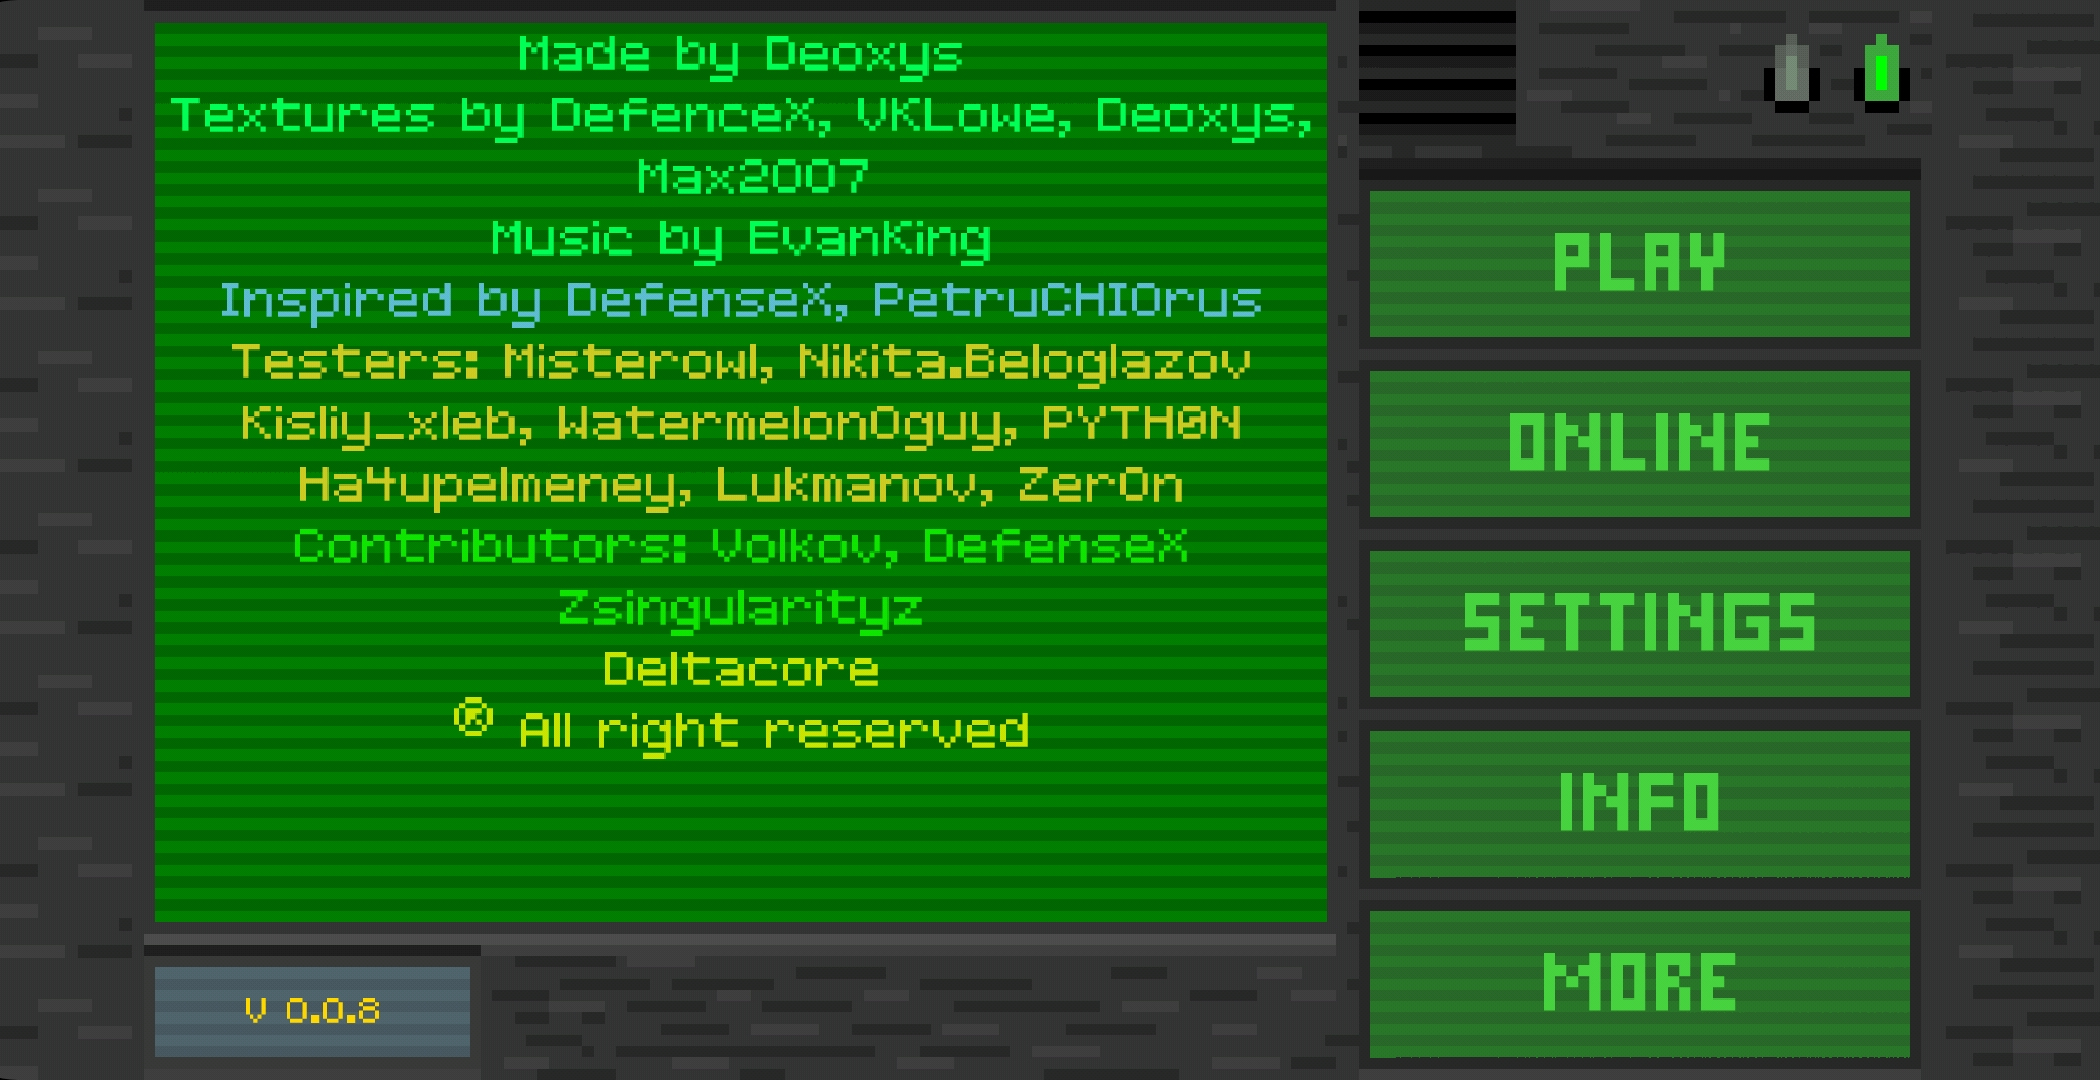 Made by Deoxys
Textures by DefenceX, VKLowe, Deoxys,
Max2007
Music by EvanKing
Inspired by DefenseX, PetruCHIOrus
Testers: Misterowl, Nikita.Beloglazov
Kisliy_xleb, Watermelon0guy, PYTH0N
Ha4upelmeney, Lukmanov, Zer0n
Contributors: Volkov, DefenseX
Zsingularityz
Deltacore
® All right reserved
V 0.0.8
PLAY
ONLINE
SETTINGS
INFO
MORE